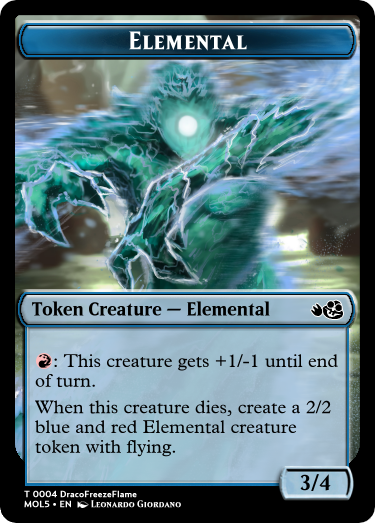 Elemental
Token Creature — Elemental
: This creature gets +1/-1 until end
of turn.
When this creature dies, create a 2/2
blue and red Elemental creature
token with flying.
3/4
T 0004 DracoFreezeFlame
MOL5 • EN Leonardo Giordano